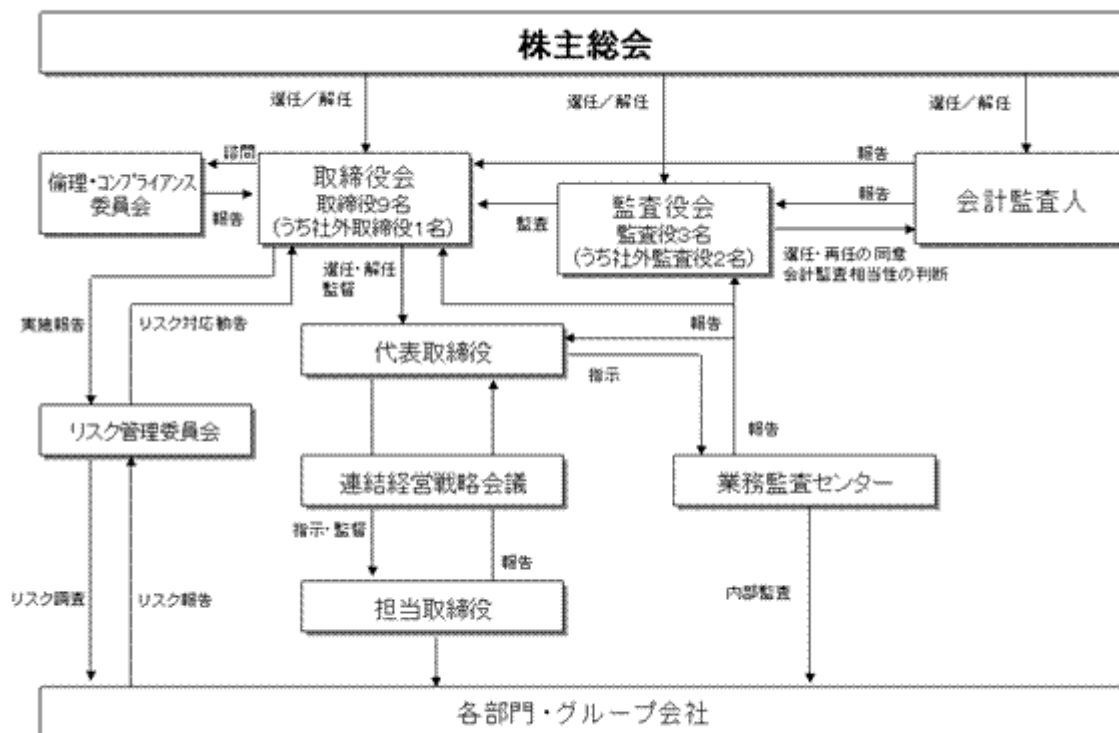 株主総会
選任/解任
選任/解任
選任/解任
諮問
報告
倫理・コンプライアンス
委員会
報告
取締役会
取締役9名
(うち社外取締役1名)
監査
監査役会
監査役3名
(うち社外監査役2名)
報告
会計監査人
選任・再任の同意
会計監査相当性の判断
選任・解任
監督
実施報告
リスク対応勧告
報告
代表取締役
指示
リスク管理委員会
報告
連結経営戦略会議
業務監査センター
指示・監督
報告
リスク調査
リスク報告
内部監査
担当取締役
各部門・グループ会社